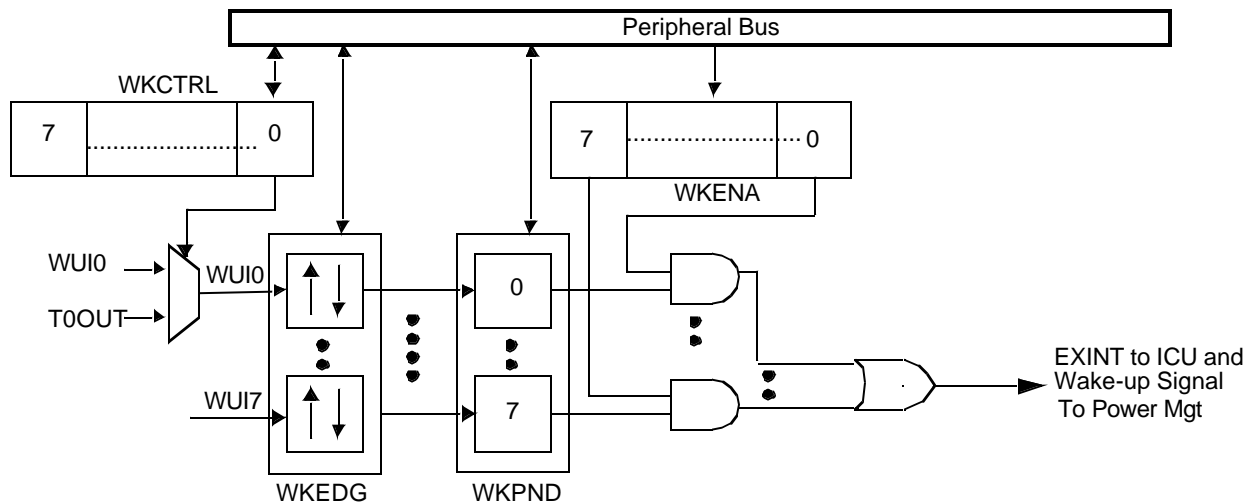 Peripheral Bus
WKCTRL
7 ........................ 0
7 ........................ 0
WKENA
WUI0
WUI0
T0OUT
0
WUI7
7
EXINT to ICU and
Wake-up Signal
To Power Mgt
WKEDG
WKPND